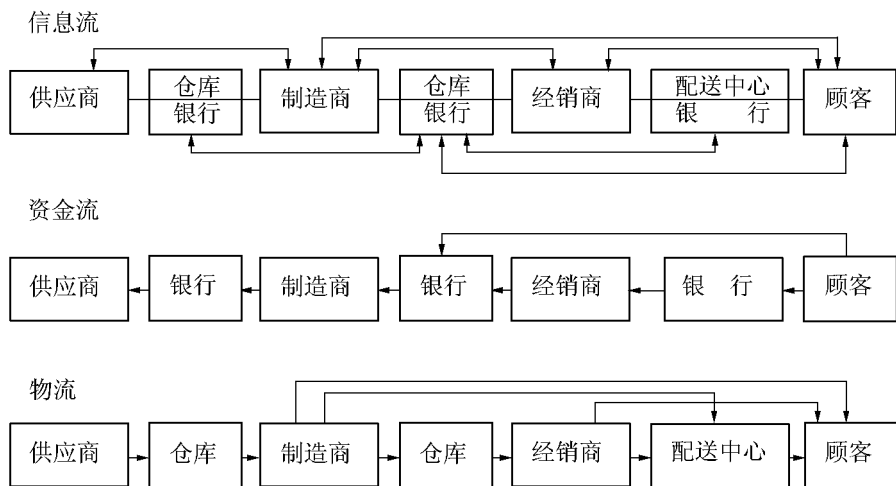 信息流
供应商 仓库 银行 制造商 仓库 银行 经销商 配送中心 银 行 顾客
资金流
供应商 银行 制造商 银行 经销商 银 行 顾客
物流
供应商 仓库 制造商 仓库 经销商 配送中心 顾客